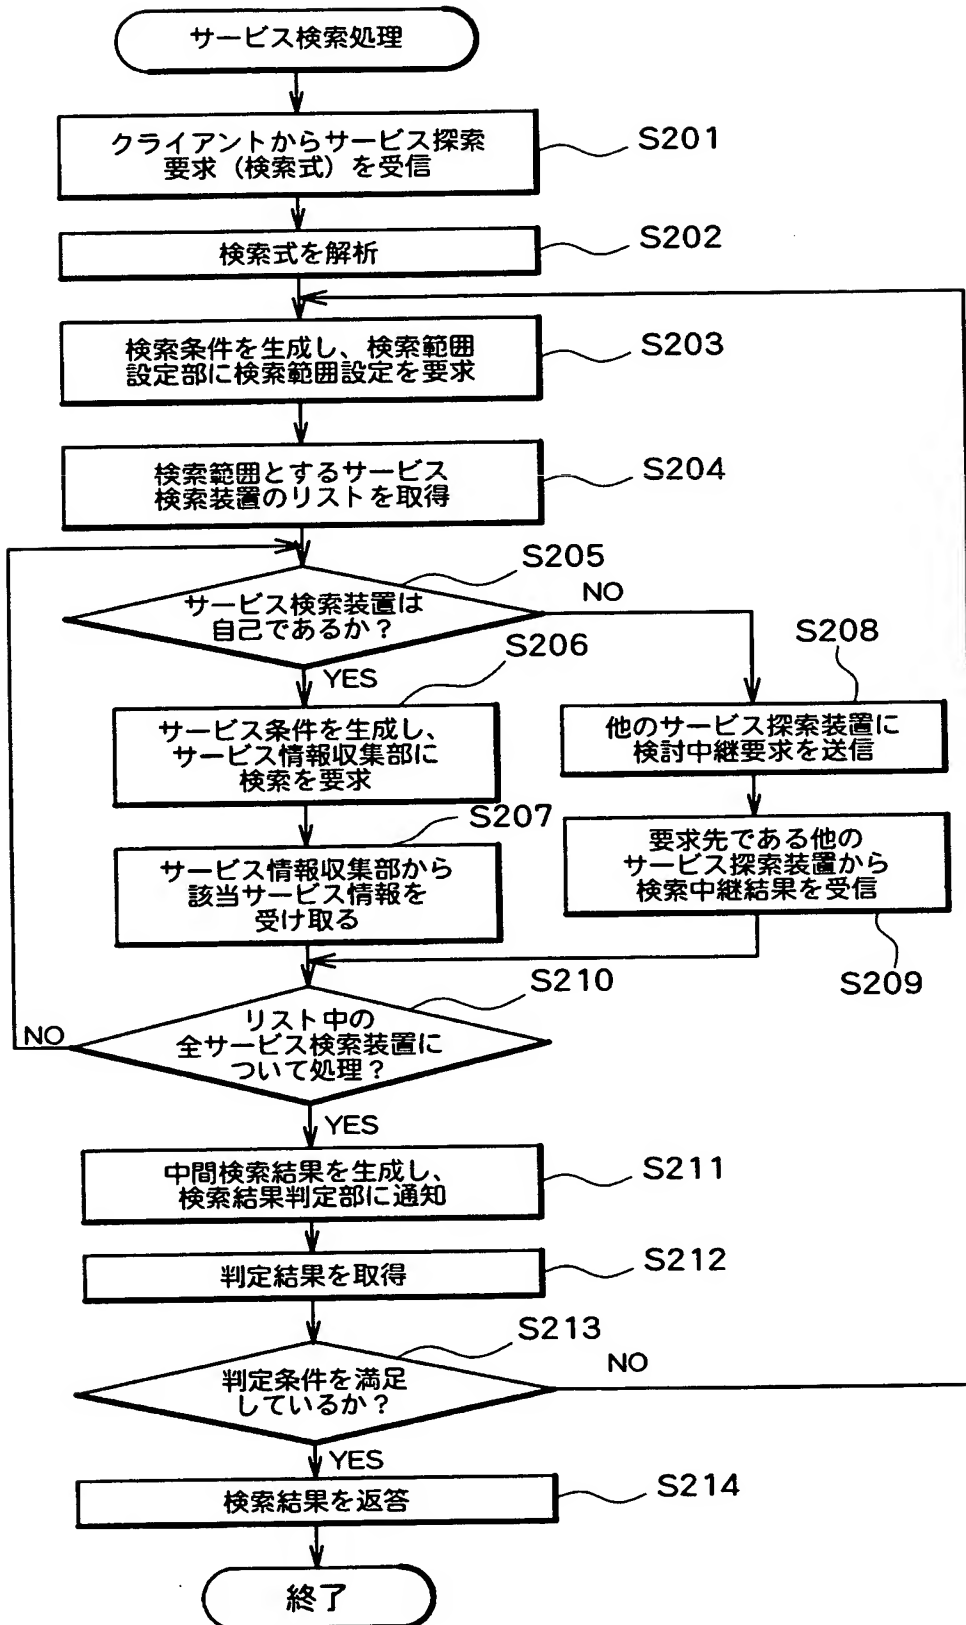 サービス検索処理
クライアントからサービス探索
要求（検索式）を受信
S201
検索式を解析
S202
検索条件を生成し、検索範囲
設定部に検索範囲設定を要求
S203
検索範囲とするサービス
検索装置のリストを取得
S204
S205
サービス検索装置は
自己であるか？
NO
YES
S206
サービス条件を生成し、
サービス情報収集部に
検索を要求
S208
他のサービス探索装置に
検討中継要求を送信
S207
サービス情報収集部から
該当サービス情報を
受け取る
要求先である他の
サービス探索装置から
検索中継結果を受信
S209
S210
リスト中の
全サービス検索装置に
ついて処理？
NO
YES
中間検索結果を生成し、
検索結果判定部に通知
S211
判定結果を取得
S212
S213
判定条件を満足
しているか？
NO
YES
検索結果を返答
S214
終了